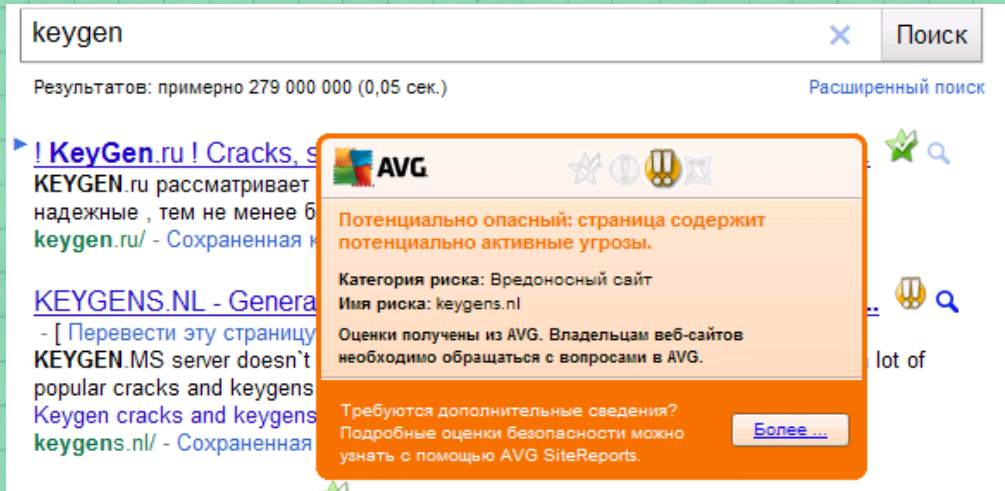 keygen
Поиск
Результатов: примерно 279 000 000 (0,05 сек.)
Расширенный поиск
! KeyGen.ru ! Cracks, s
KEYGEN.ru рассматривает
надежные , тем не менее б
keygen.ru/ - Сохраненная к
AVG
Потенциально опасный: страница содержит
потенциально активные угрозы.
Категория риска: Вредоносный сайт
Имя риска: keygens.nl
Оценки получены из AVG. Владельцам веб-сайтов
необходимо обращаться с вопросами в AVG.
Требуются дополнительные сведения?
Подробные оценки безопасности можно
узнать с помощью AVG SiteReports.
Более ...
KEYGENS.NL - Genera
..
- [ Перевести эту страницу
KEYGEN.MS server doesn`t
lot of
popular cracks and keygens
Keygen cracks and keygens
keygens.nl/ - Сохраненная